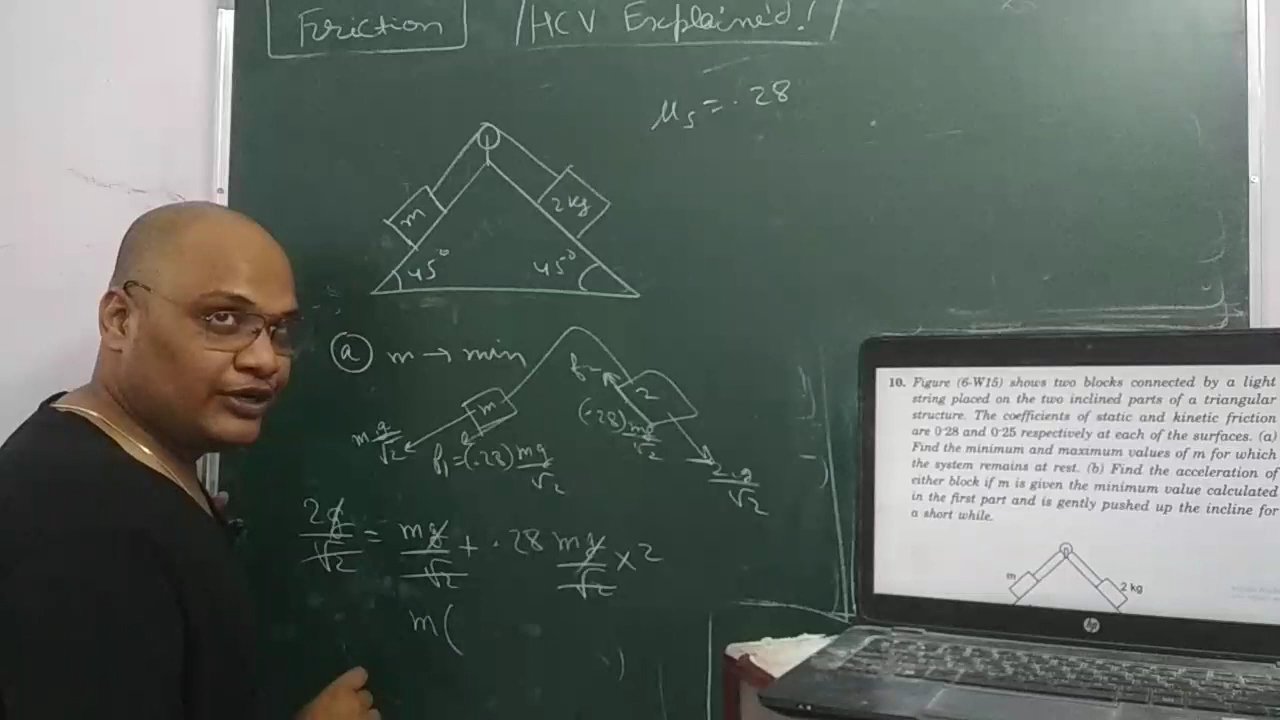 Friction
HCV Explained!
μs = .28
m
2kg
45°
45°
(a) m → min
m
2
mg/√2
f1 = (.28) mg/√2
(.28) mg/√2
2·g/√2
2g/√2 = mg/√2 + .28 mg/√2 × 2
m (
10. Figure (6-W15) shows two blocks connected by a light
string placed on the two inclined parts of a triangular
structure. The coefficients of static and kinetic friction
are 0·28 and 0·25 respectively at each of the surfaces. (a)
Find the minimum and maximum values of m for which
the system remains at rest. (b) Find the acceleration of
either block if m is given the minimum value calculated
in the first part and is gently pushed up the incline for
a short while.
m
2 kg
hp